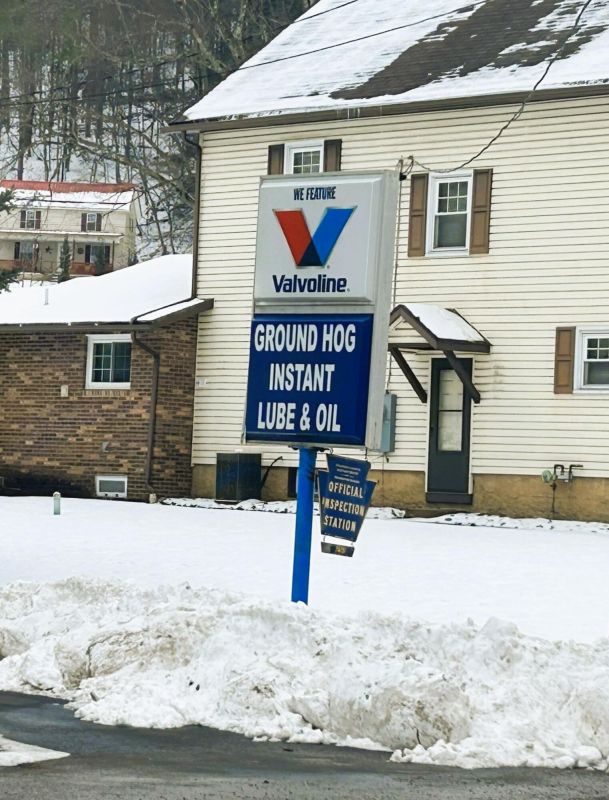 WE FEATURE
Valvoline
GROUND HOG
INSTANT
LUBE & OIL
OFFICIAL
INSPECTION
STATION